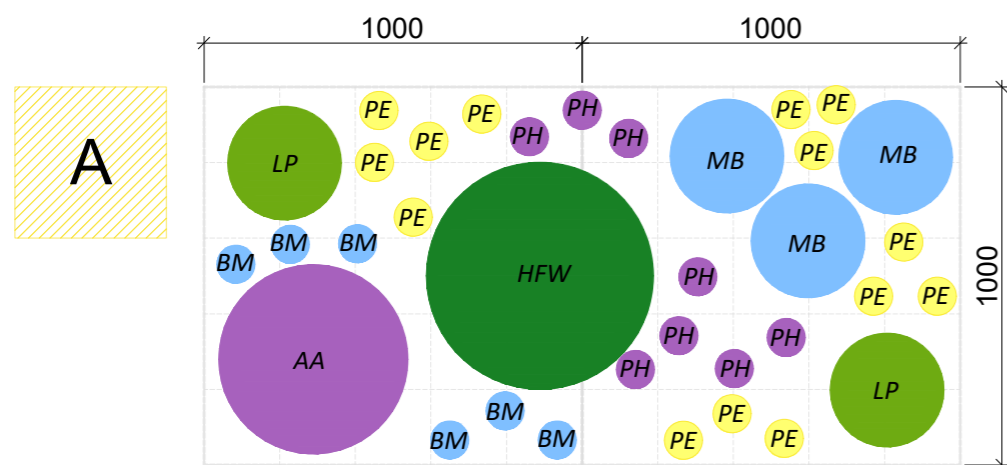 1000 1000
A
PE PE PH PE PE
PE PH PH PE
LP PE MB MB
PE
BM BM BM MB PE
HFW PH
BM PE PE
AA PH PH
PH PH LP
BM PE
BM BM PE PE
1000